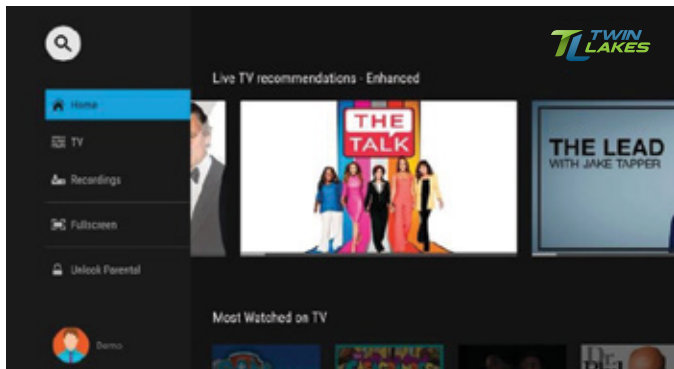 TWIN
LAKES
Live TV recommendations - Enhanced
Home
TV
Recordings
Fullscreen
Unlock Parental
Demo
THE
TALK
THE LEAD
WITH JAKE TAPPER
Most Watched on TV
Dr.